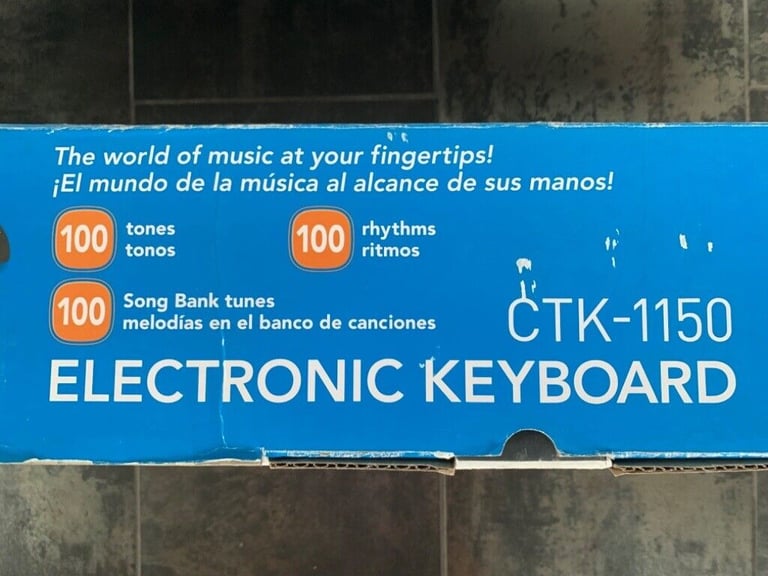 The world of music at your fingertips!
¡El mundo de la música al alcance de sus manos!
100 tones
tonos
100 rhythms
ritmos
100 Song Bank tunes
melodías en el banco de canciones
CTK-1150
ELECTRONIC KEYBOARD